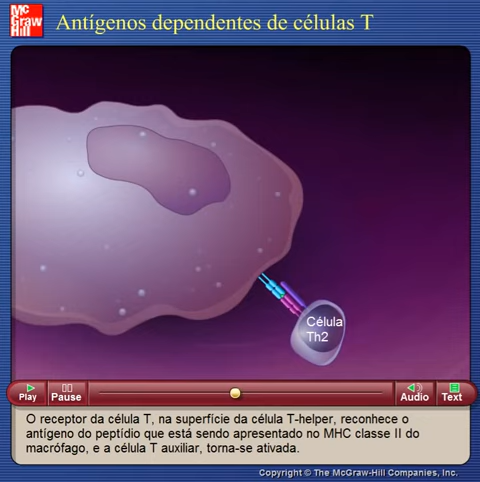 Mc
Graw
Hill
Antígenos dependentes de células T
Célula
Th2
Play
Pause
Audio
Text
O receptor da célula T, na superfície da célula T-helper, reconhece o
antígeno do peptídio que está sendo apresentado no MHC classe II do
macrófago, e a célula T auxiliar, torna-se ativada.
Copyright © The McGraw-Hill Companies, Inc.